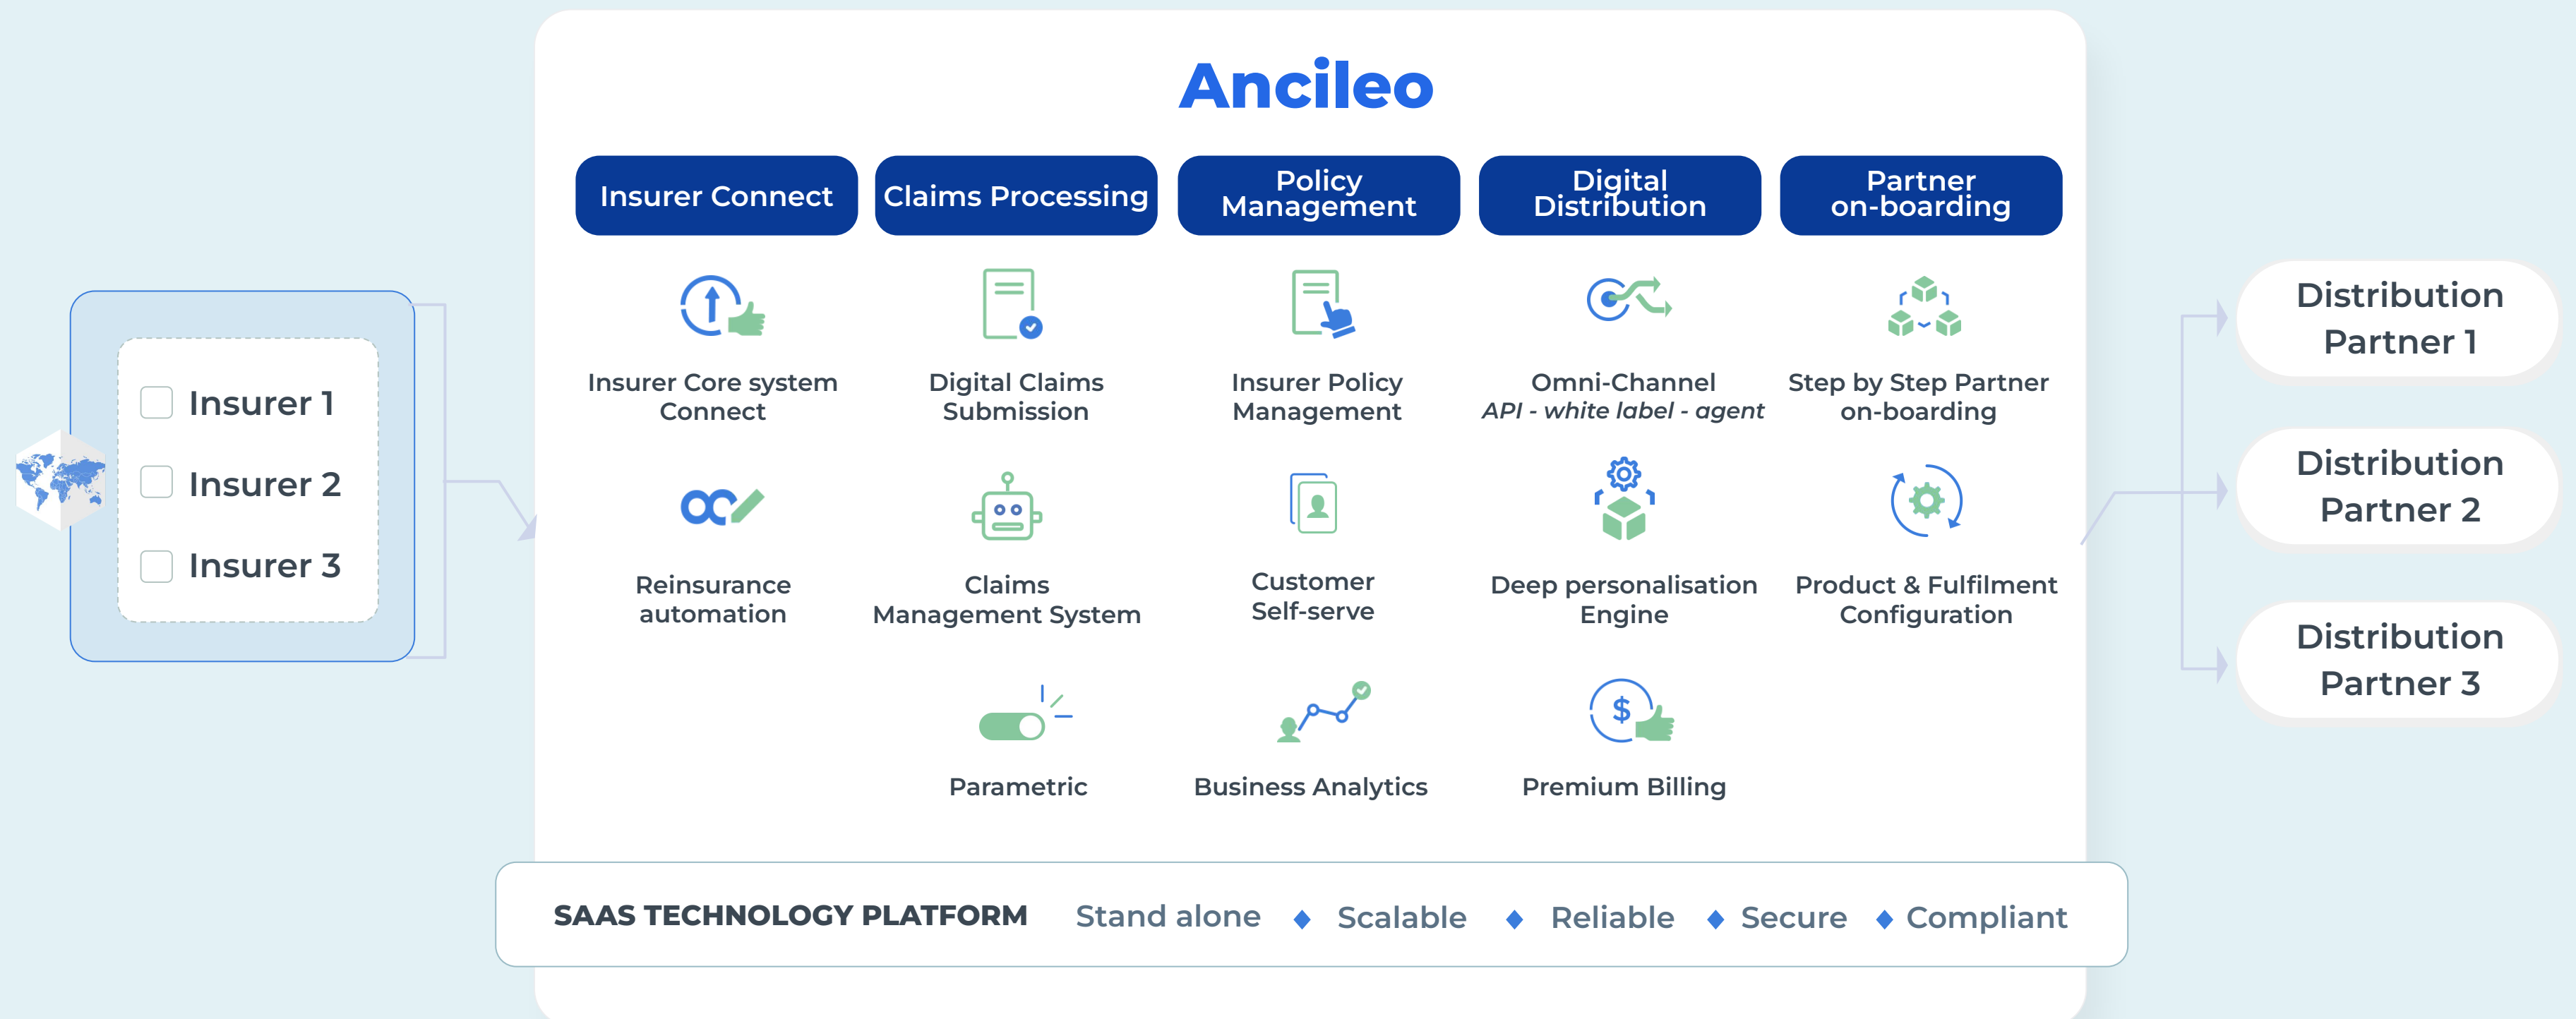 Ancileo
Insurer Connect
Claims Processing
Policy
Management
Digital
Distribution
Partner
on-boarding
Insurer 1
Insurer 2
Insurer 3
Insurer Core system
Connect
Digital Claims
Submission
Insurer Policy
Management
Omni-Channel
API - white label - agent
Step by Step Partner
on-boarding
Reinsurance
automation
Claims
Management System
Customer
Self-serve
Deep personalisation
Engine
Product & Fulfilment
Configuration
Parametric
Business Analytics
$
Premium Billing
Distribution
Partner 1
Distribution
Partner 2
Distribution
Partner 3
SAAS TECHNOLOGY PLATFORM Stand alone ♦ Scalable ♦ Reliable ♦ Secure ♦ Compliant